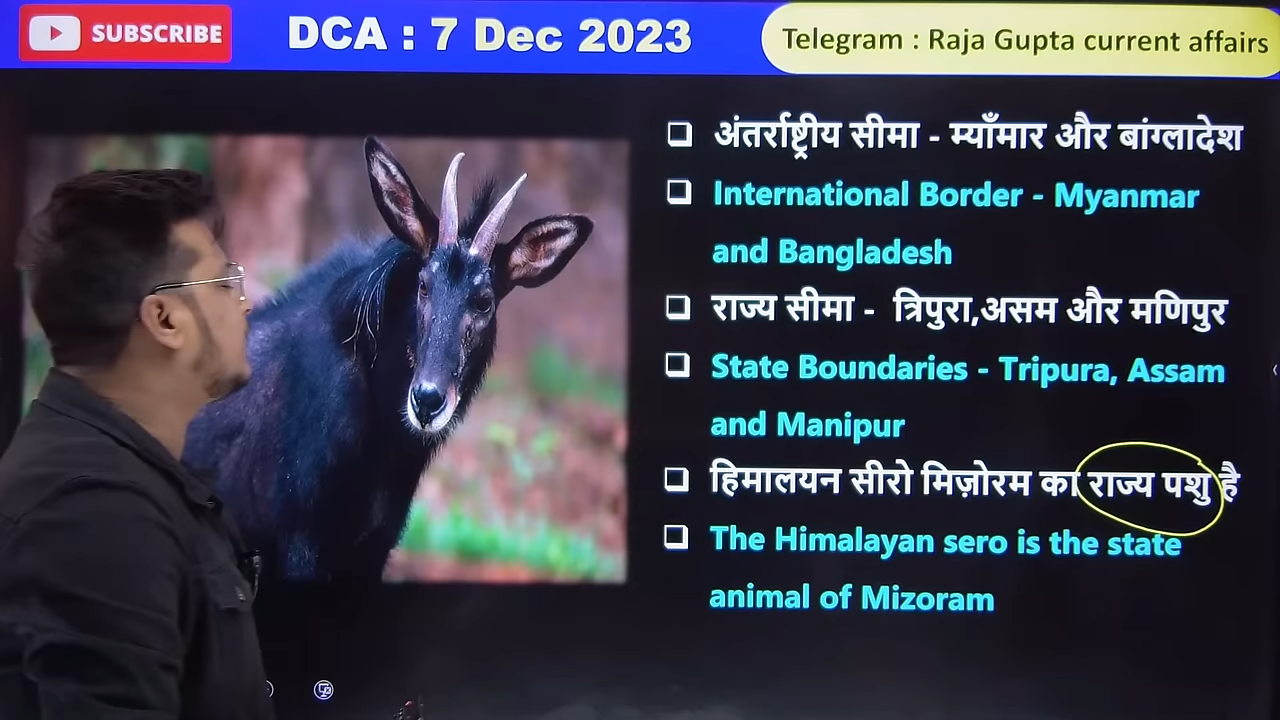 SUBSCRIBE
DCA : 7 Dec 2023
Telegram : Raja Gupta current affairs
अंतर्राष्ट्रीय सीमा - म्याँमार और बांग्लादेश
International Border - Myanmar
and Bangladesh
राज्य सीमा - त्रिपुरा,असम और मणिपुर
State Boundaries - Tripura, Assam
and Manipur
हिमालयन सीरो मिज़ोरम का राज्य पशु है
The Himalayan sero is the state
animal of Mizoram